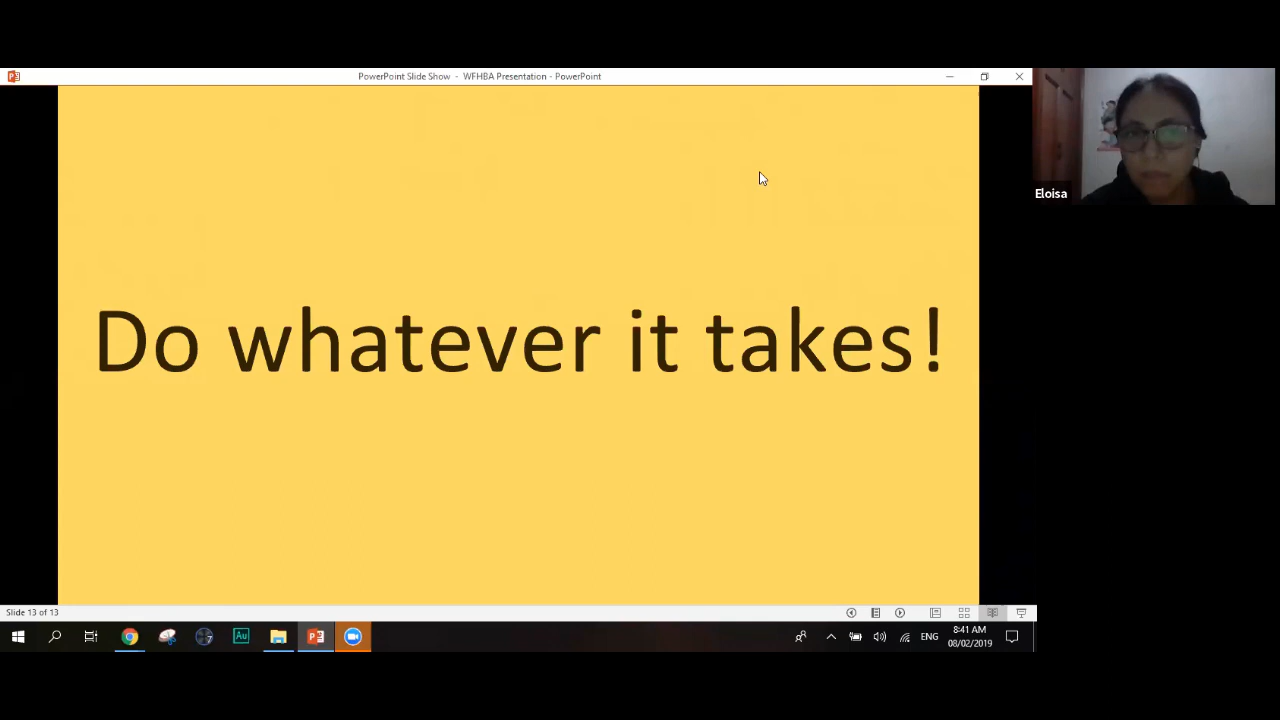 PowerPoint Slide Show - WFHBA Presentation - PowerPoint
Eloisa
Do whatever it takes!
Slide 13 of 13
Au
ENG
8:41 AM
08/02/2019